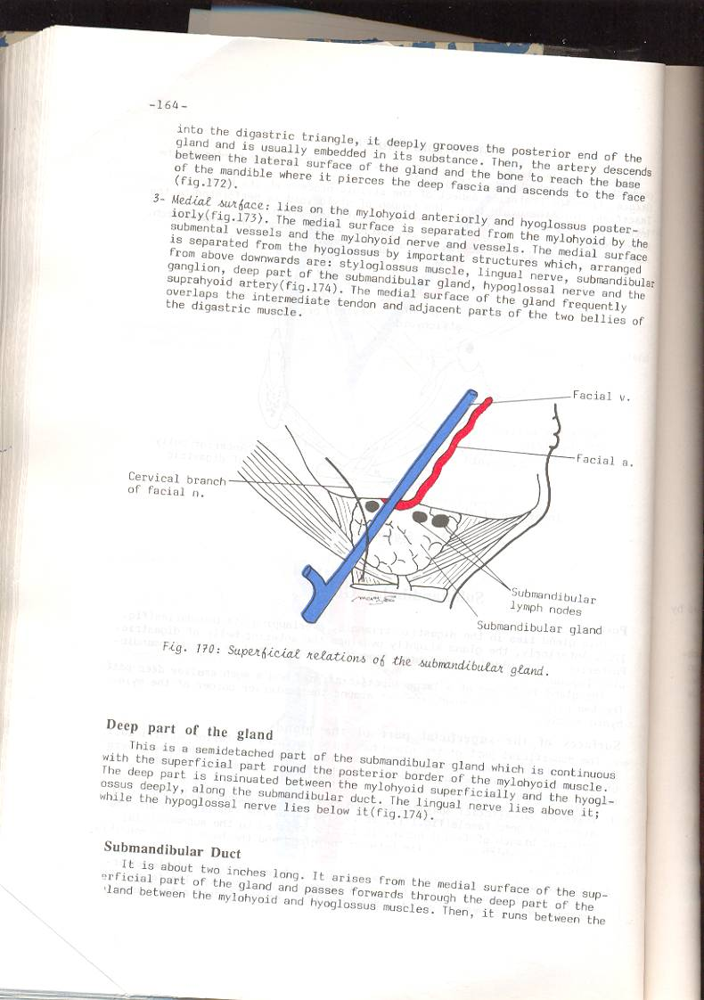 -164-
into the digastric triangle, it deeply grooves the posterior end of the
gland and is usually embedded in its substance. Then, the artery descends
between the lateral surface of the gland and the bone to reach the base
of the mandible where it pierces the deep fascia and ascends to the face
(fig.172).
3- Medial surface: lies on the mylohyoid anteriorly and hyoglossus poster-
iorly(fig.173). The medial surface is separated from the mylohyoid by the
submental vessels and the mylohyoid nerve and vessels. The medial surface
is separated from the hyoglossus by important structures which, arranged
from above downwards are: styloglossus muscle, lingual nerve, submandibular
ganglion, deep part of the submandibular gland, hypoglossal nerve and the
suprahyoid artery(fig.174). The medial surface of the gland frequently
overlaps the intermediate tendon and adjacent parts of the two bellies of
the digastric muscle.
Facial v.
Facial a.
Cervical branch
of facial n.
Submandibular
lymph nodes
Submandibular gland
Fig. 170: Superficial relations of the submandibular gland.
Deep part of the gland
This is a semidetached part of the submandibular gland which is continuous
with the superficial part round the posterior border of the mylohyoid muscle.
The deep part is insinuated between the mylohyoid superficially and the hyogl-
ossus deeply, along the submandibular duct. The lingual nerve lies above it;
while the hypoglossal nerve lies below it(fig.174).
Submandibular Duct
It is about two inches long. It arises from the medial surface of the sup-
erficial part of the gland and passes forwards through the deep part of the
land between the mylohyoid and hyoglossus muscles. Then, it runs between the